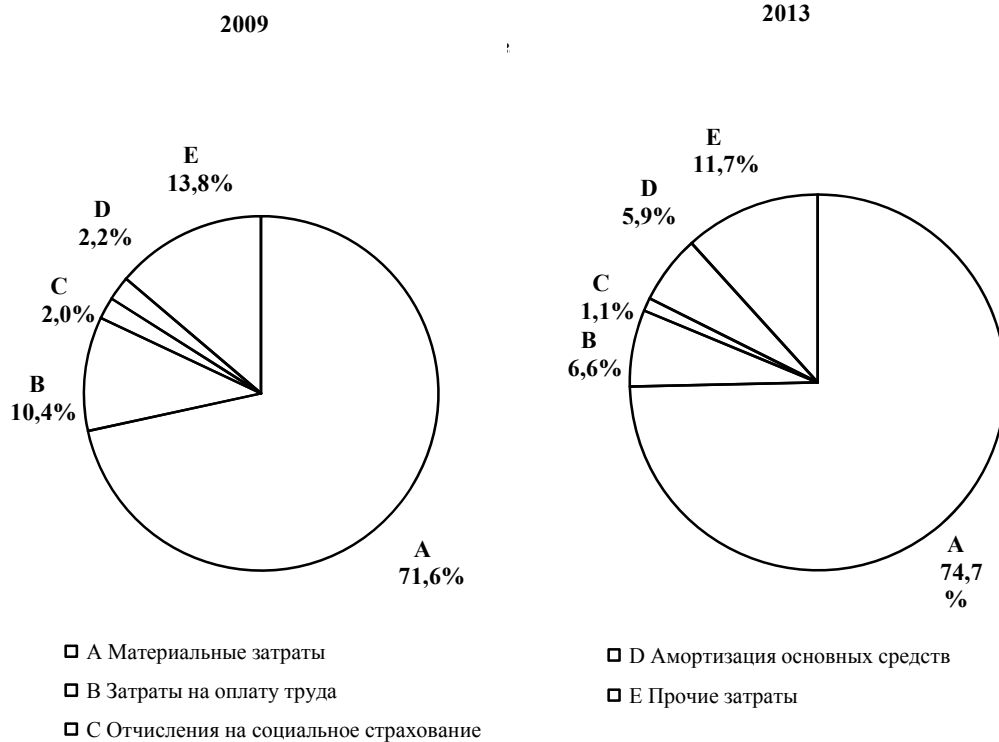 2009
2013
E
13,8%
D
2,2%
C
2,0%
B
10,4%
A
71,6%
E
11,7%
D
5,9%
C
1,1%
B
6,6%
A
74,7
%
A Материальные затраты
B Затраты на оплату труда
C Отчисления на социальное страхование
D Амортизация основных средств
E Прочие затраты